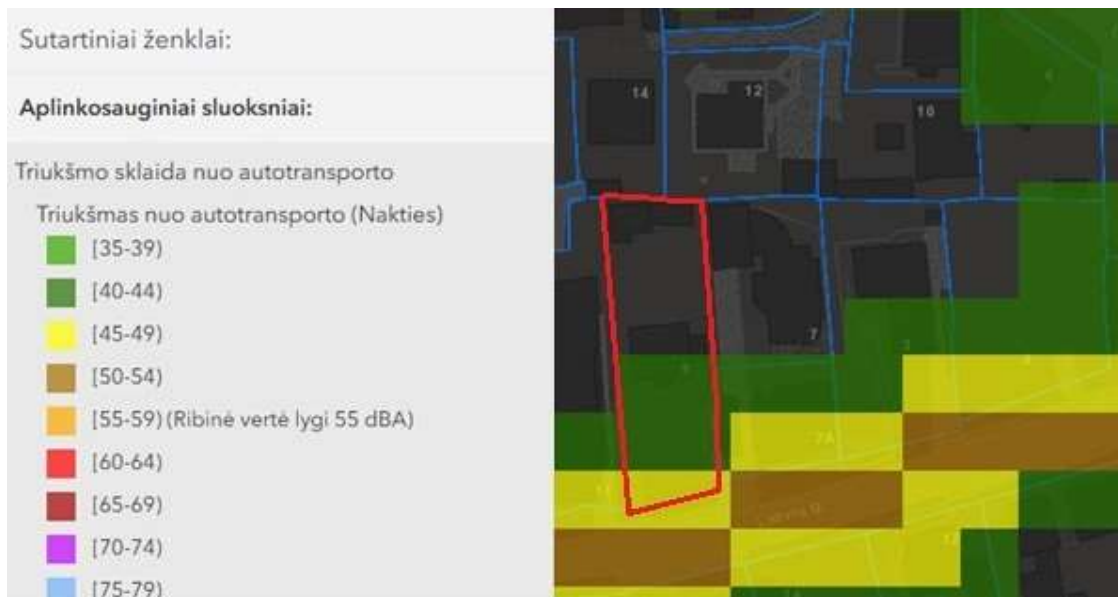 Sutartiniai ženklai:
Aplinkosauginiai sluoksniai:
Triukšmo sklaida nuo autotransporto
Triukšmas nuo autotransporto (Nakties)
[35-39)
[40-44)
[45-49)
[50-54)
[55-59) (Ribinė vertė lygi 55 dBA)
[60-64)
[65-69)
[70-74)
[75-79)
14
12
7
7A